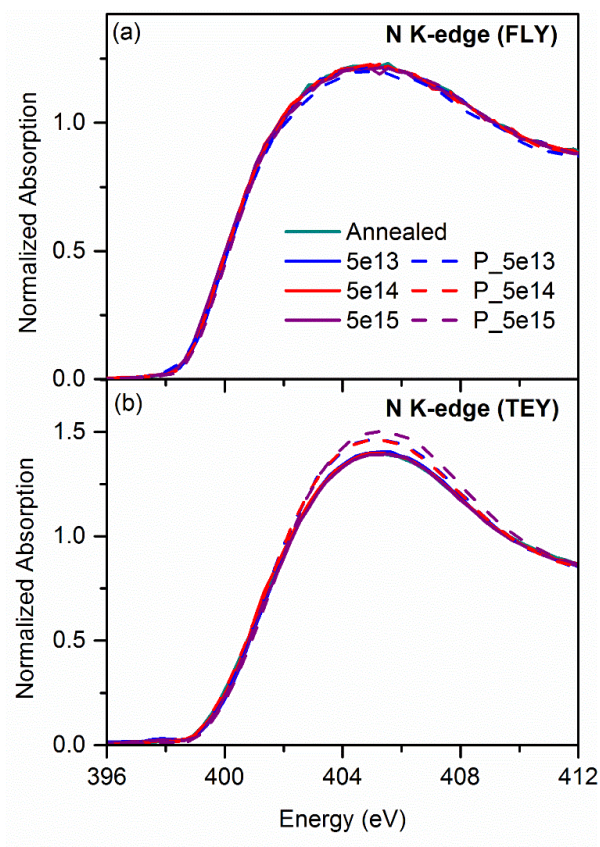 (a) N K-edge (FLY)
Normalized Absorption
1.0
0.5
0.0
Annealed
5e13 P_5e13
5e14 P_5e14
5e15 P_5e15
(b) N K-edge (TEY)
Normalized Absorption
1.5
1.0
0.5
0.0
396 400 404 408 412
Energy (eV)